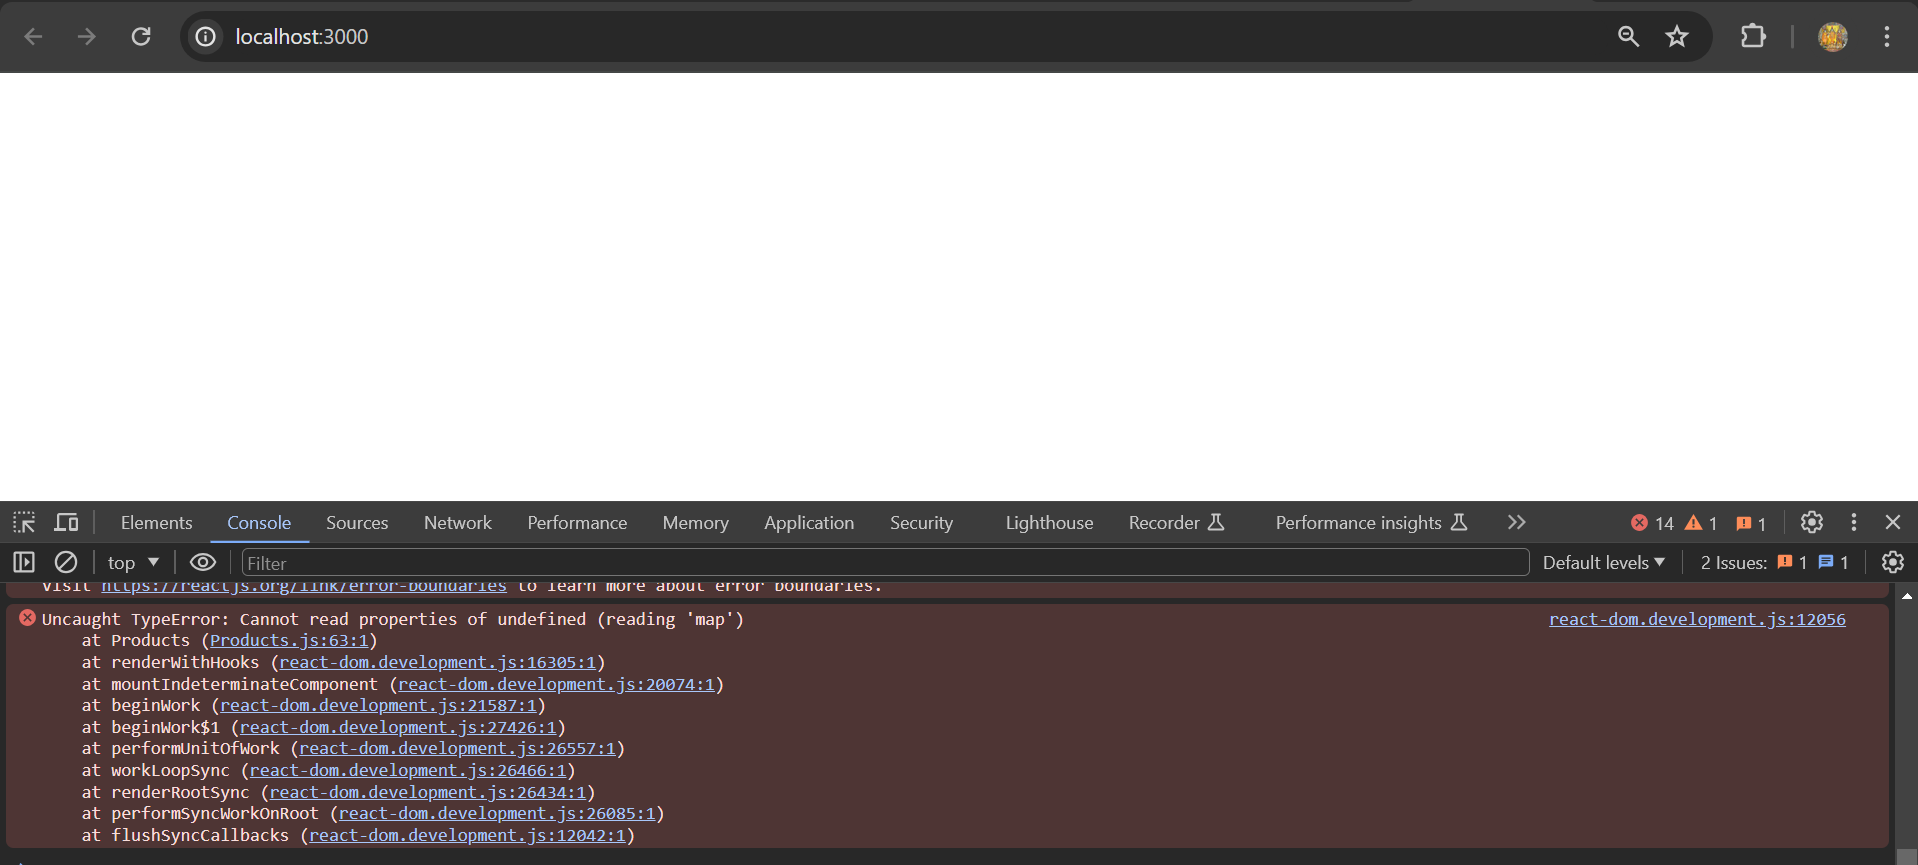 localhost:3000
Elements Console Sources Network Performance Memory Application Security Lighthouse Recorder Performance insights 14 1 1
top Filter Default levels 2 Issues: 1 1
Visit https://reactjs.org/link/error-boundaries to learn more about error boundaries.
Uncaught TypeError: Cannot read properties of undefined (reading 'map') react-dom.development.js:12056
at Products (Products.js:63:1)
at renderWithHooks (react-dom.development.js:16305:1)
at mountIndeterminateComponent (react-dom.development.js:20074:1)
at beginWork (react-dom.development.js:21587:1)
at beginWork$1 (react-dom.development.js:27426:1)
at performUnitOfWork (react-dom.development.js:26557:1)
at workLoopSync (react-dom.development.js:26466:1)
at renderRootSync (react-dom.development.js:26434:1)
at performSyncWorkOnRoot (react-dom.development.js:26085:1)
at flushSyncCallbacks (react-dom.development.js:12042:1)